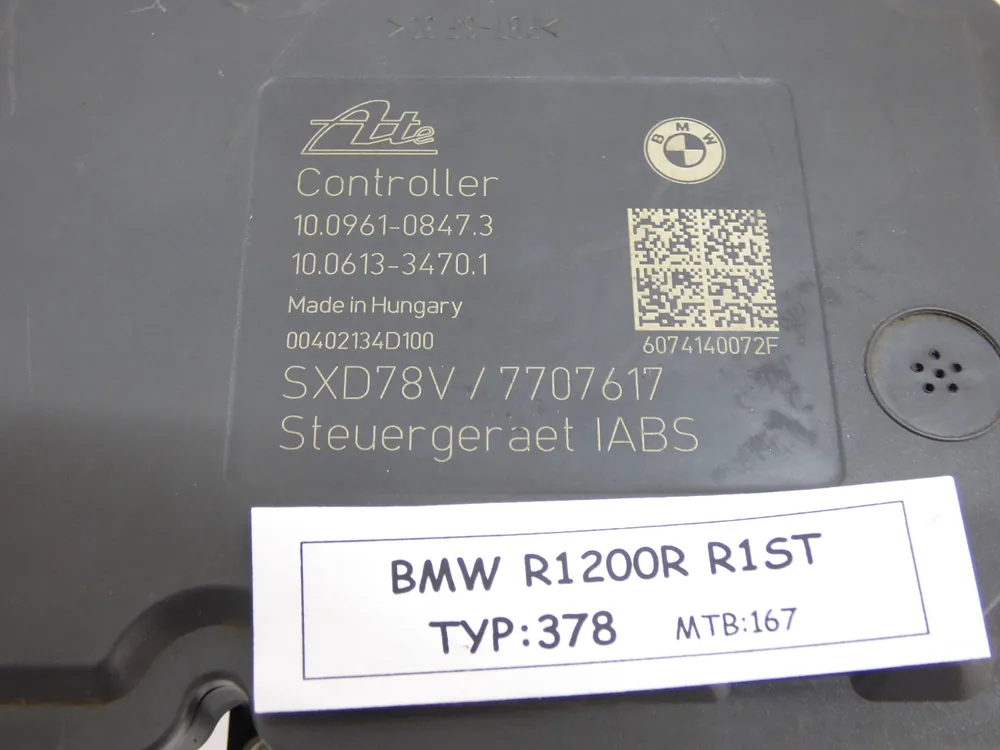 Ate
BMW
Controller
10.0961-0847.3
10.0613-3470.1
Made in Hungary
00402134D100
6074140072F
SXD78V / 7707617
Steuergeraet IABS
BMW R1200R R1ST
TYP:378 MTB:167